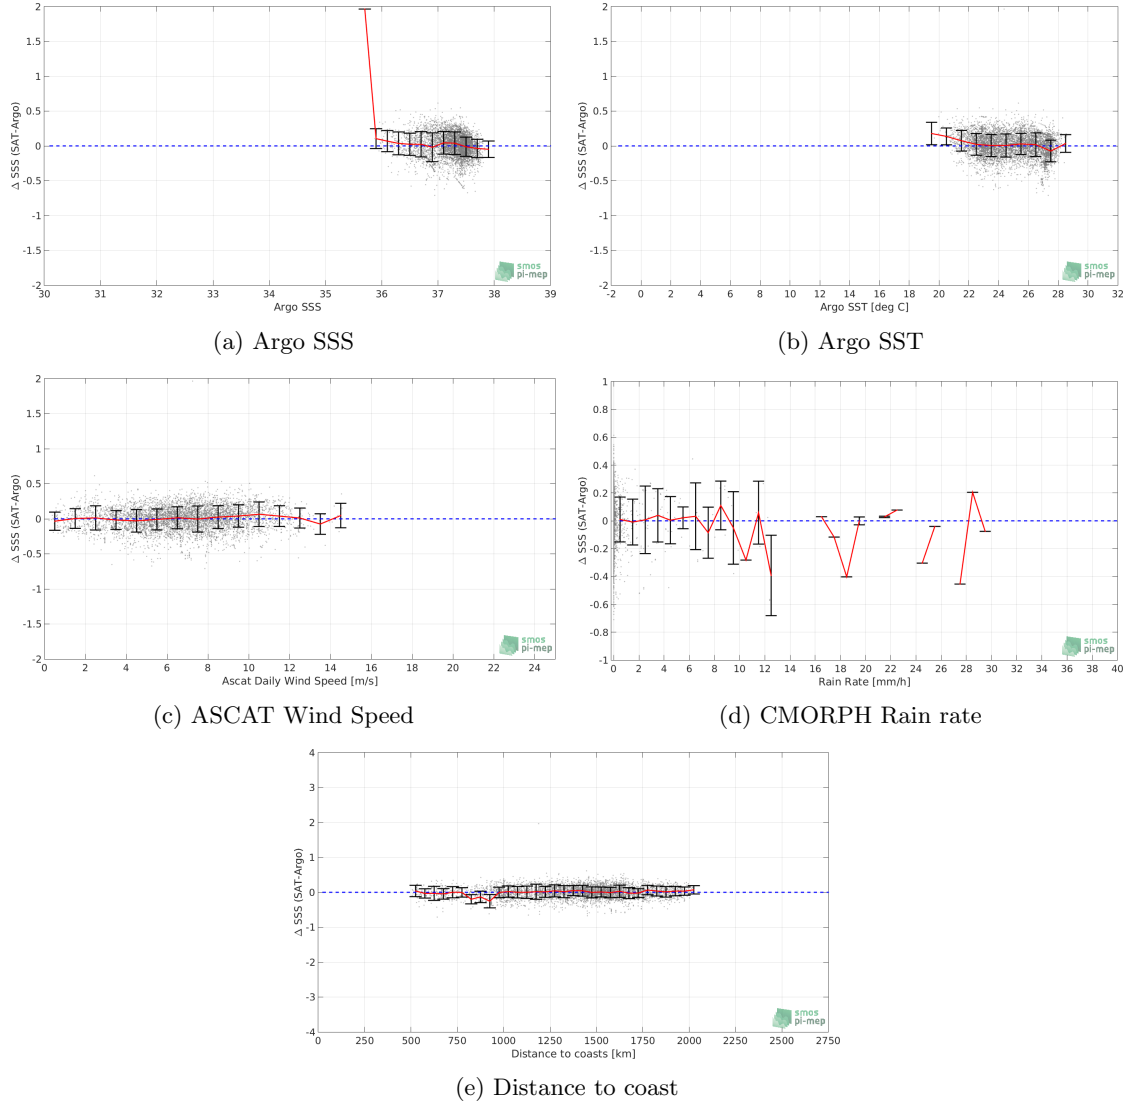 2
1.5
1
0.5
0
-0.5
-1
-1.5
-2
Δ SSS (SAT-Argo)
30 31 32 33 34 35 36 37 38 39
Argo SSS
smos
pi-mep
(a) Argo SSS
2
1.5
1
0.5
0
-0.5
-1
-1.5
-2
Δ SSS (SAT-Argo)
-2 0 2 4 6 8 10 12 14 16 18 20 22 24 26 28 30 32
Argo SST [deg C]
smos
pi-mep
(b) Argo SST
2
1.5
1
0.5
0
-0.5
-1
-1.5
-2
Δ SSS (SAT-Argo)
0 2 4 6 8 10 12 14 16 18 20 22 24
Ascat Daily Wind Speed [m/s]
smos
pi-mep
(c) ASCAT Wind Speed
1
0.8
0.6
0.4
0.2
0
-0.2
-0.4
-0.6
-0.8
-1
Δ SSS (SAT-Argo)
0 2 4 6 8 10 12 14 16 18 20 22 24 26 28 30 32 34 36 38 40
Rain Rate [mm/h]
smos
pi-mep
(d) CMORPH Rain rate
4
3
2
1
0
-1
-2
-3
-4
Δ SSS (SAT-Argo)
0 250 500 750 1000 1250 1500 1750 2000 2250 2500 2750
Distance to coasts [km]
smos
pi-mep
(e) Distance to coast